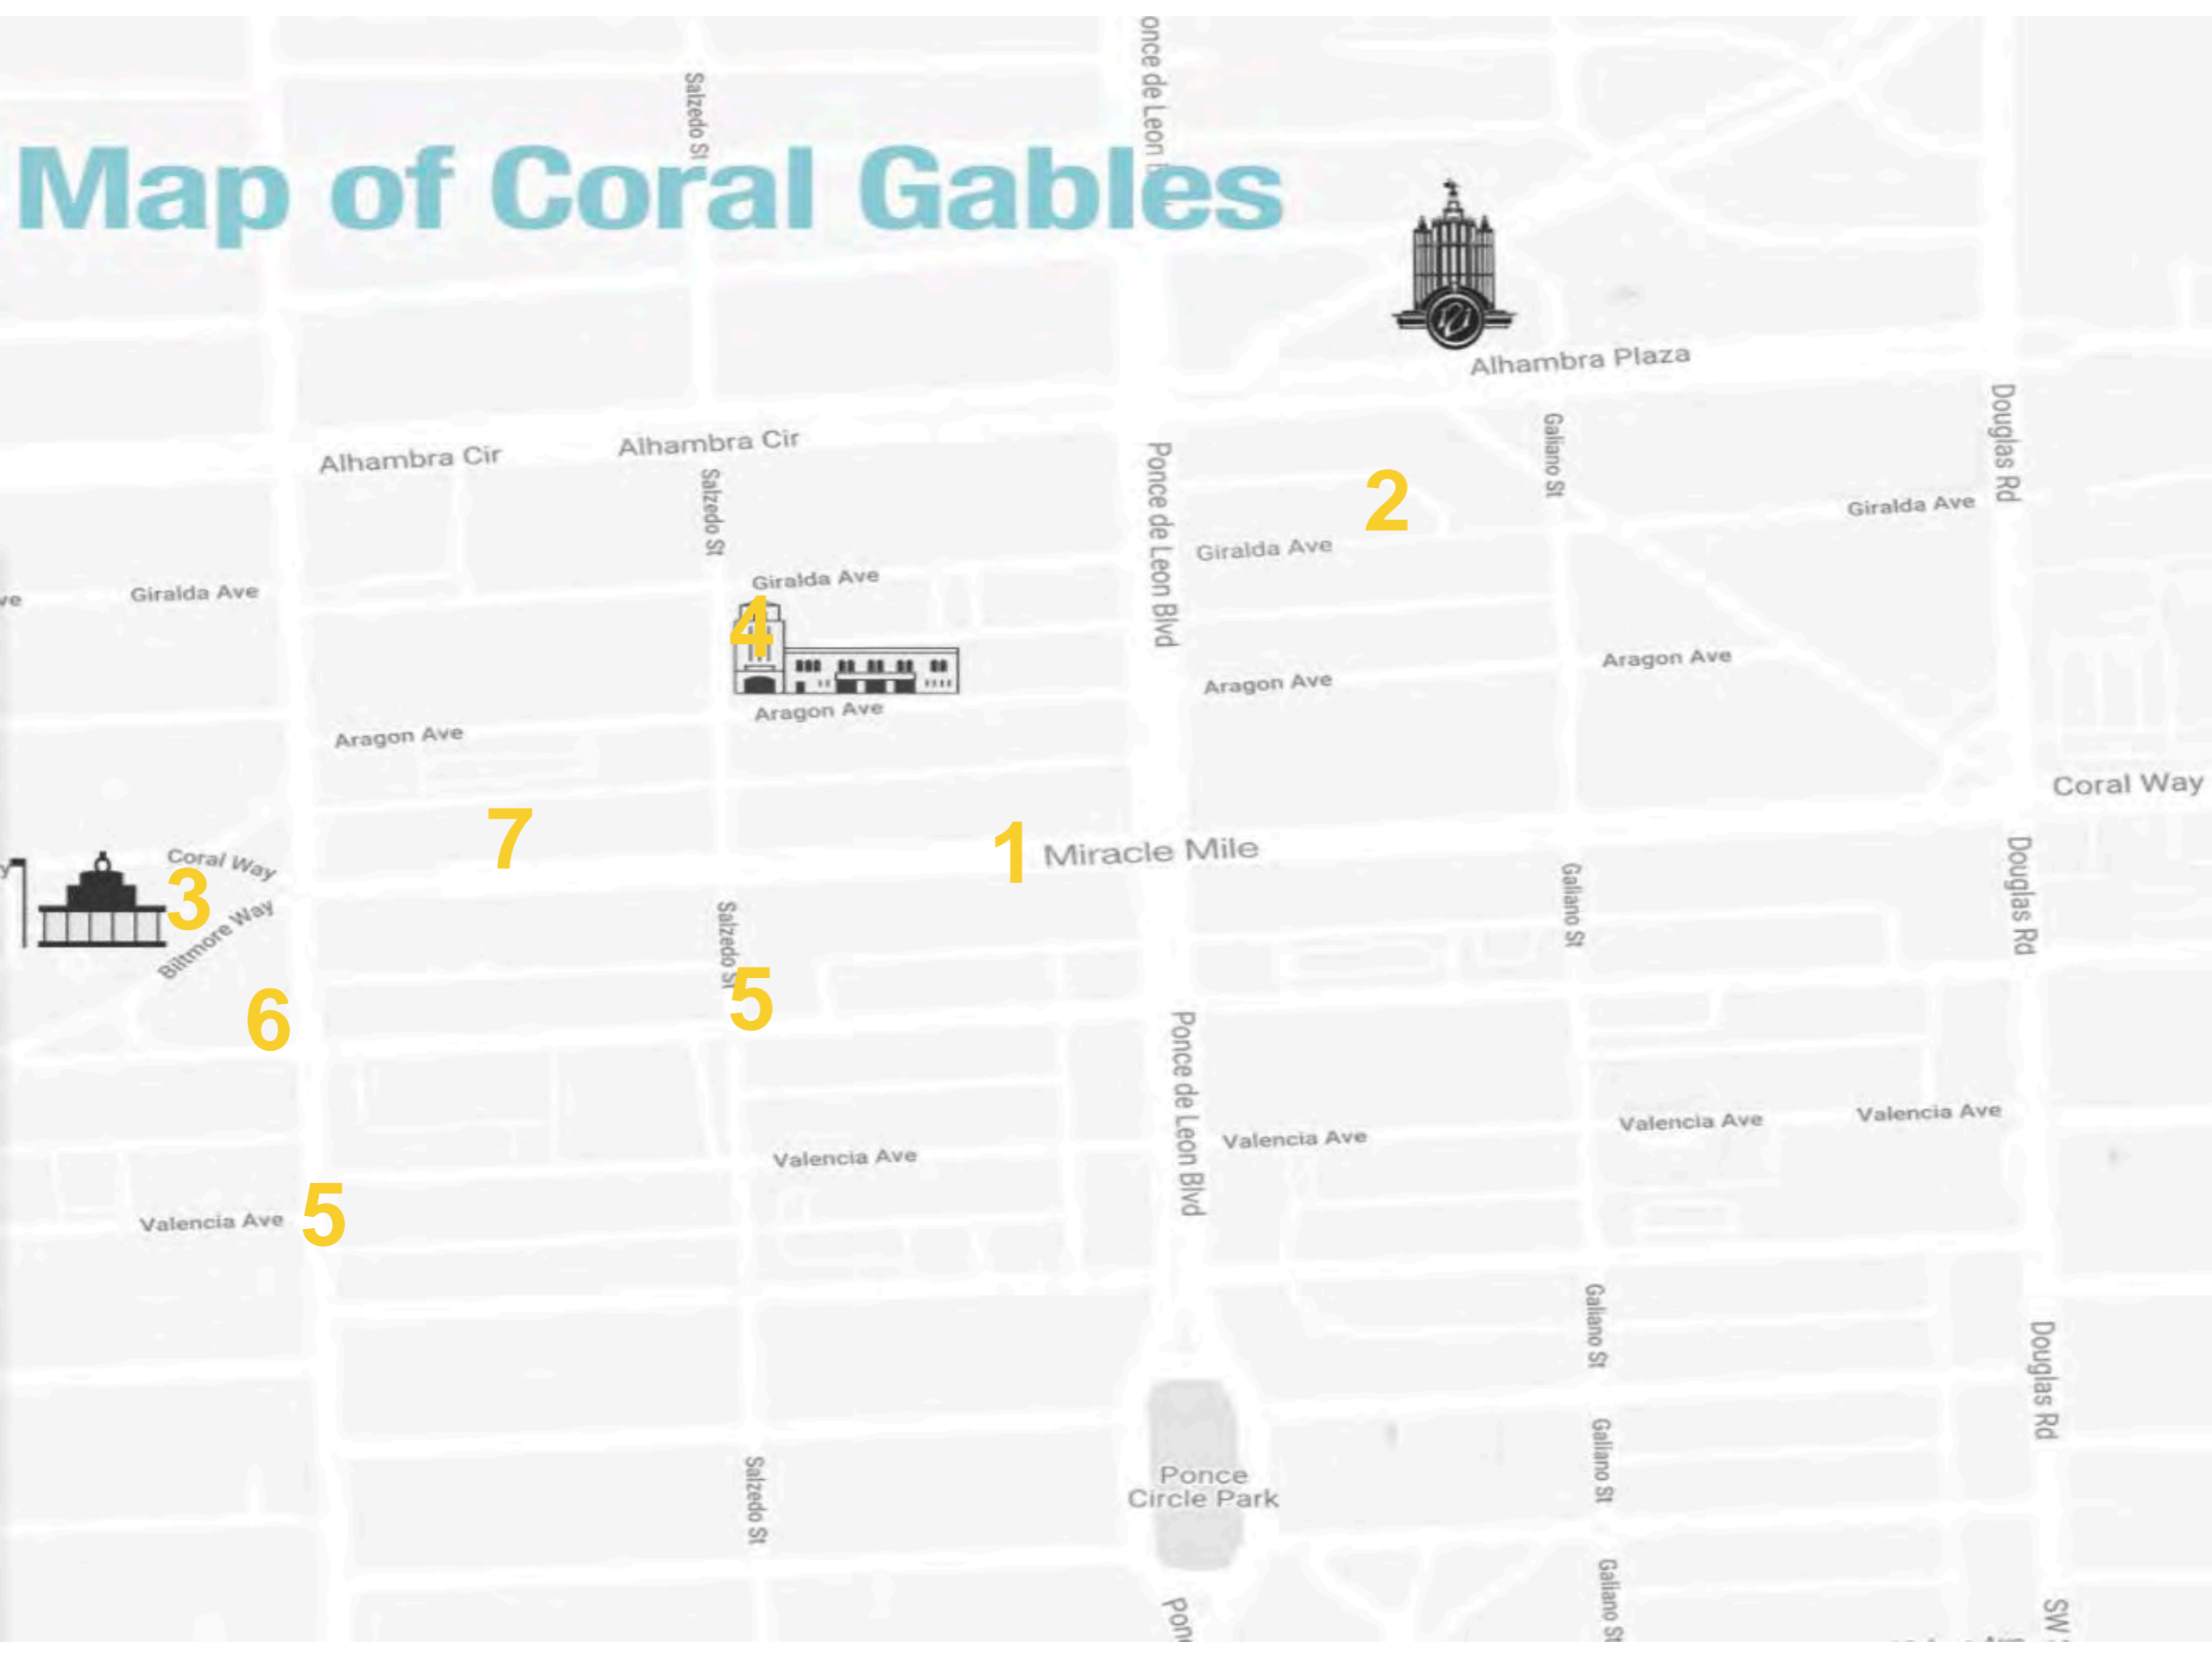 once de Leon
Salzedo St
Map of Coral Gables
Alhambra Plaza
Douglas Rd
Galiano St
Alhambra Cir
Alhambra Cir
Ponce de Leon Blvd
Salzedo St
2
Giralda Ave
Giralda Ave
Giralda Ave
Giralda Ave
ve
4
Aragon Ave
Aragon Ave
Aragon Ave
Aragon Ave
Coral Way
7
1
Miracle Mile
Coral Way
3
Biltmore Way
Galiano St
Douglas Rd
Salzedo St
5
6
Ponce de Leon Blvd
Valencia Ave
Valencia Ave
Valencia Ave
Valencia Ave
Valencia Ave
5
Galiano St
Douglas Rd
Galiano St
Salzedo St
Ponce
Circle Park
Galiano St
Pon
SW